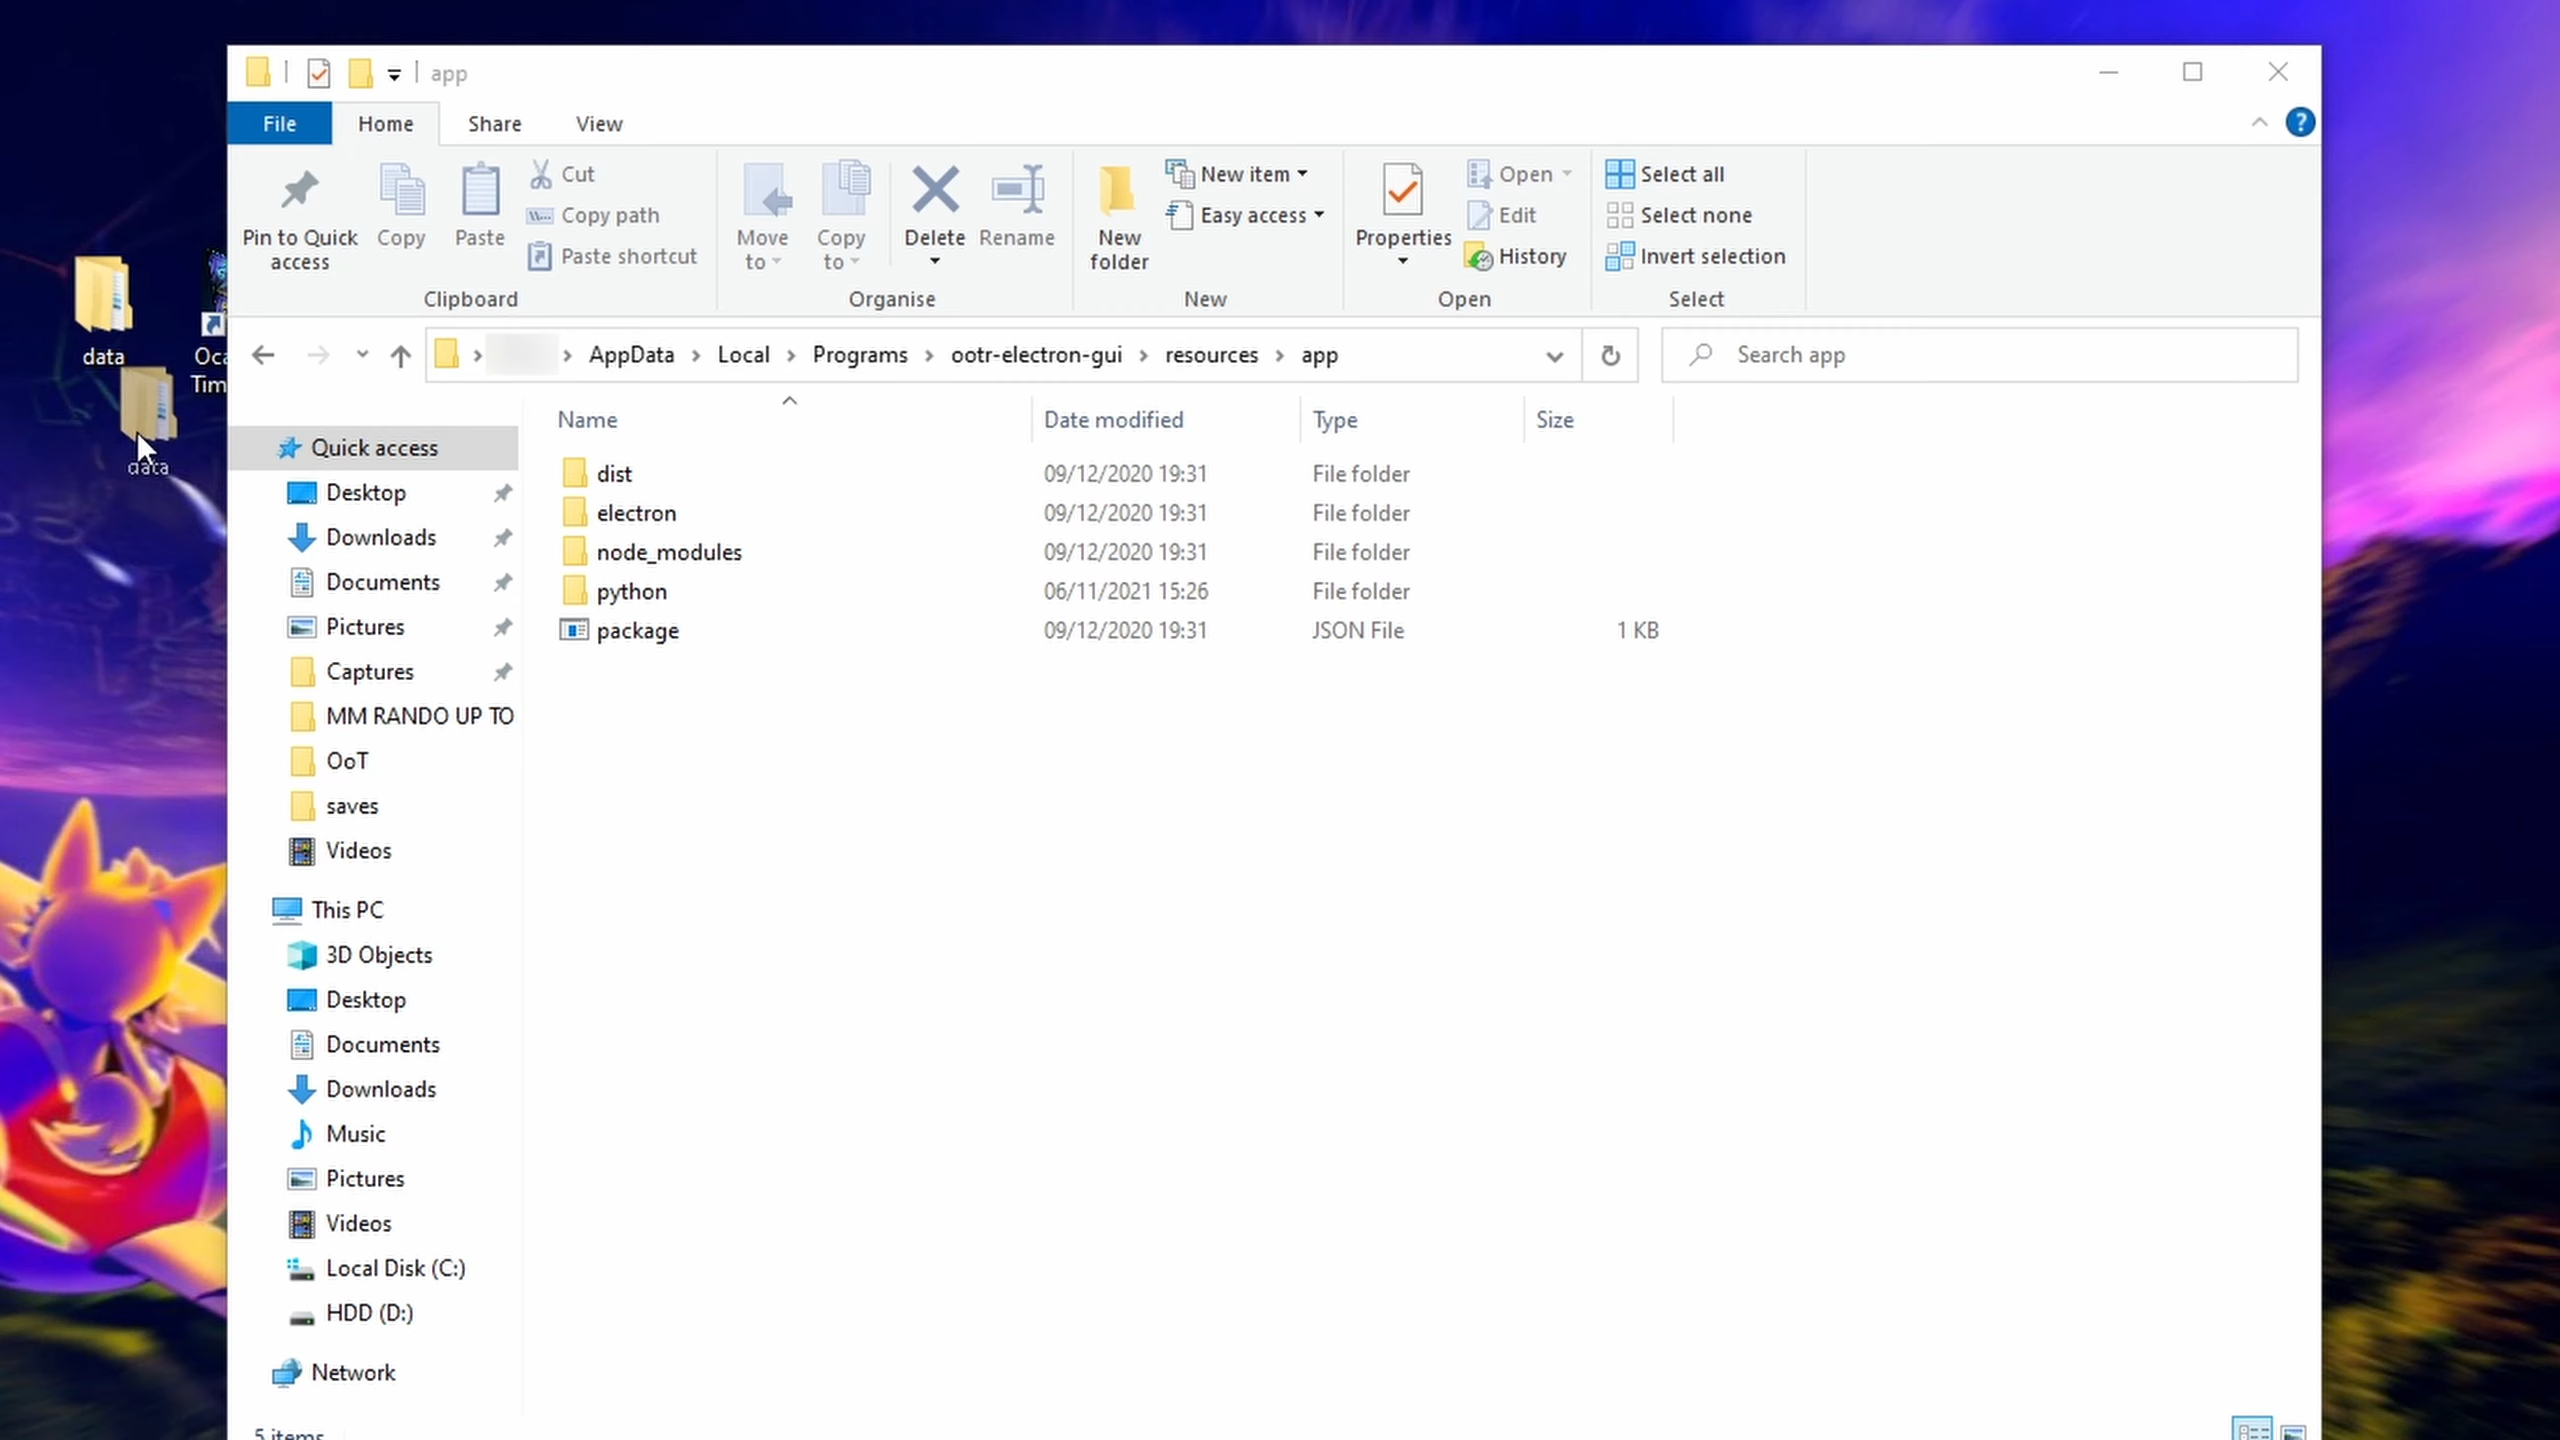 app
File Home Share View
Pin to Quick access
Copy
Paste
Cut
Copy path
Paste shortcut
Clipboard
Move to
Copy to
Delete
Rename
Organise
New folder
New item
Easy access
New
Properties
Open
Edit
History
Open
Select all
Select none
Invert selection
Select
data
data
AppData Local Programs ootr-electron-gui resources app
Search app
Name Date modified Type Size
dist 09/12/2020 19:31 File folder
electron 09/12/2020 19:31 File folder
node_modules 09/12/2020 19:31 File folder
python 06/11/2021 15:26 File folder
package 09/12/2020 19:31 JSON File 1 KB
Quick access
Desktop
Downloads
Documents
Pictures
Captures
MM RANDO UP TO
OoT
saves
Videos
This PC
3D Objects
Desktop
Documents
Downloads
Music
Pictures
Videos
Local Disk (C:)
HDD (D:)
Network
5 items